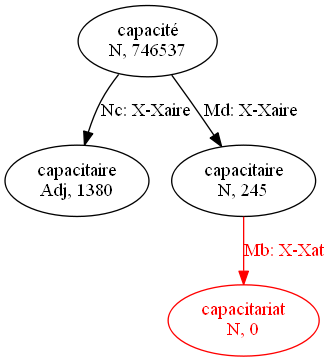 capacité
N, 746537
Nc: X-Xaire
Md: X-Xaire
capacitaire
Adj, 1380
capacitaire
N, 245
Mb: X-Xat
capacitariat
N, 0